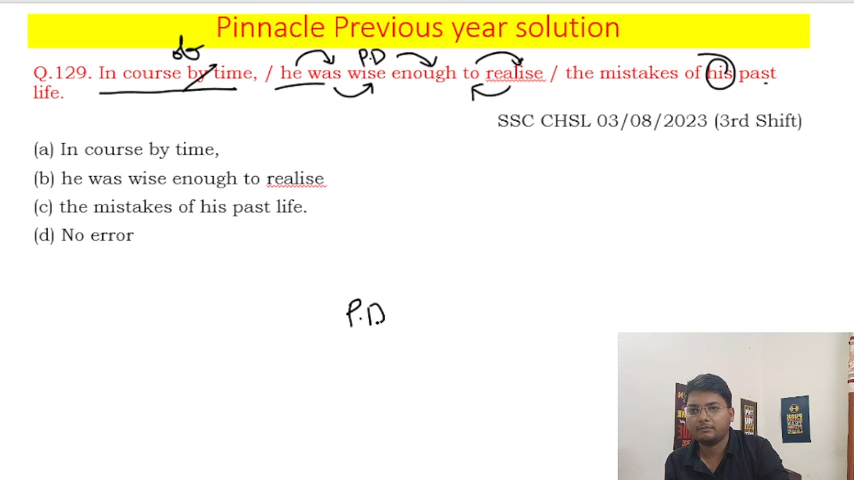 Pinnacle Previous year solution
P.D
Q.129. In course by time, / he was wise enough to realise / the mistakes of his past
life.
SSC CHSL 03/08/2023 (3rd Shift)
(a) In course by time,
(b) he was wise enough to realise
(c) the mistakes of his past life.
(d) No error
P.D